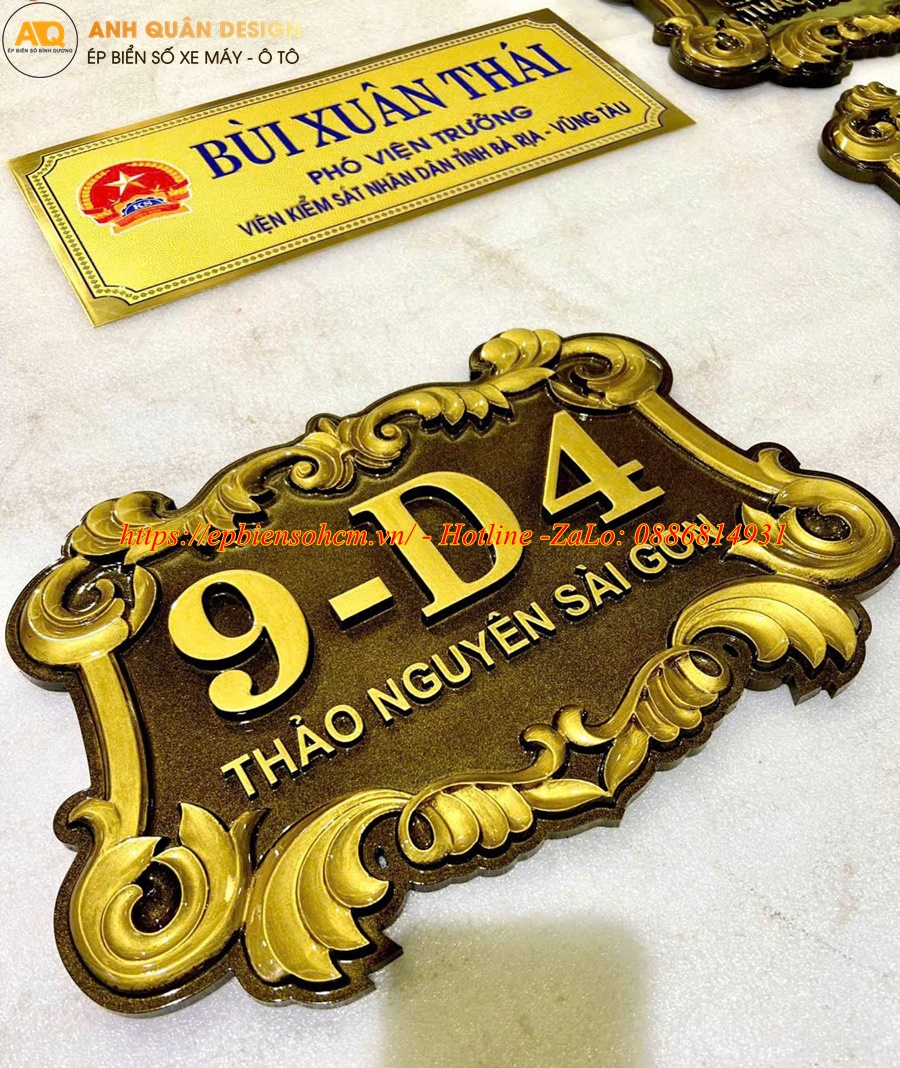 AQ
ÉP BIỂN SỐ BÌNH DƯƠNG
ANH QUÂN DESIGN
ÉP BIỂN SỐ XE MÁY - Ô TÔ
BÙI XUÂN THÁI
PHÓ VIỆN TRƯỞNG
VIỆN KIỂM SÁT NHÂN DÂN TỈNH BÀ RỊA - VŨNG TÀU
KS
9-D4
https://epbiensohcm.vn/ - Hotline -ZaLo: 0886814931
THẢO NGUYÊN SÀI GÒN